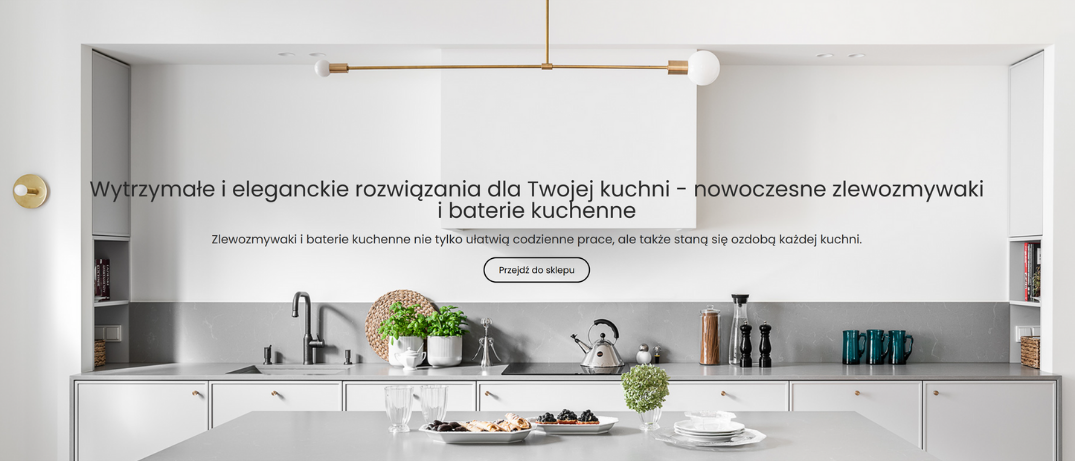 Wytrzymałe i eleganckie rozwiązania dla Twojej kuchni - nowoczesne zlewozmywaki
i baterie kuchenne
Zlewozmywaki i baterie kuchenne nie tylko ułatwią codzienne prace, ale także staną się ozdobą każdej kuchni.
Przejdź do sklepu